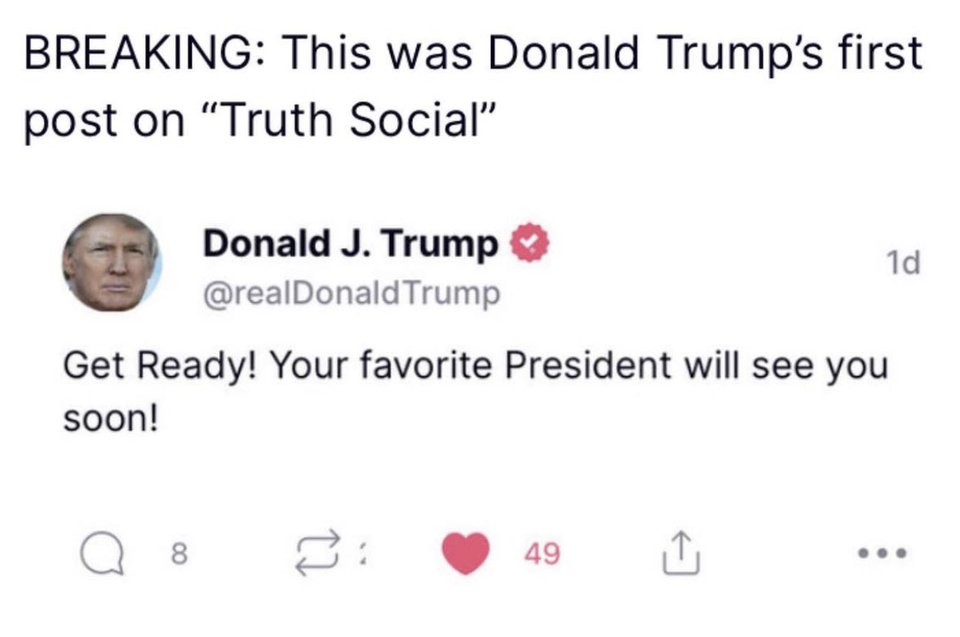 BREAKING: This was Donald Trump’s first
post on “Truth Social”
Donald J. Trump
1d
@realDonaldTrump
Get Ready! Your favorite President will see you
soon!
8
49